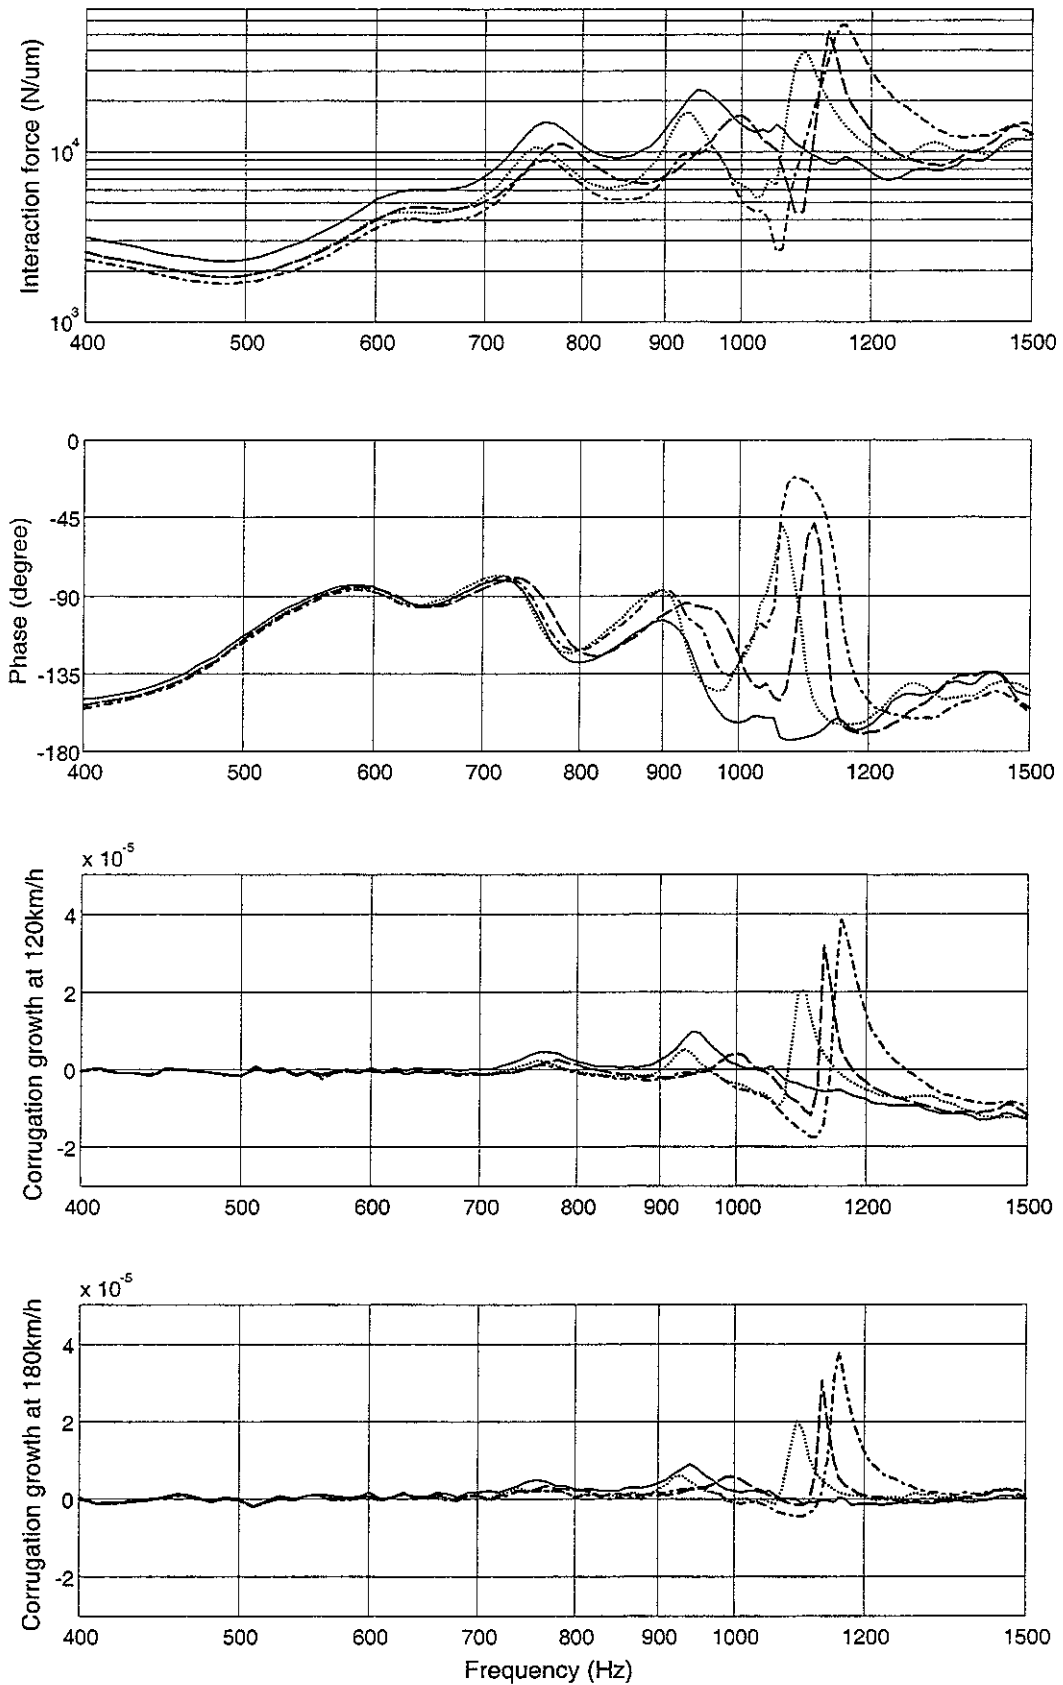 Interaction force (N/um)
10^4
10^3
400 500 600 700 800 900 1000 1200 1500
Phase (degree)
0
-45
-90
-135
-180
400 500 600 700 800 900 1000 1200 1500
x 10^-5
Corrugation growth at 120km/h
4
2
0
-2
400 500 600 700 800 900 1000 1200 1500
x 10^-5
Corrugation growth at 180km/h
4
2
0
-2
400 500 600 700 800 900 1000 1200 1500
Frequency (Hz)